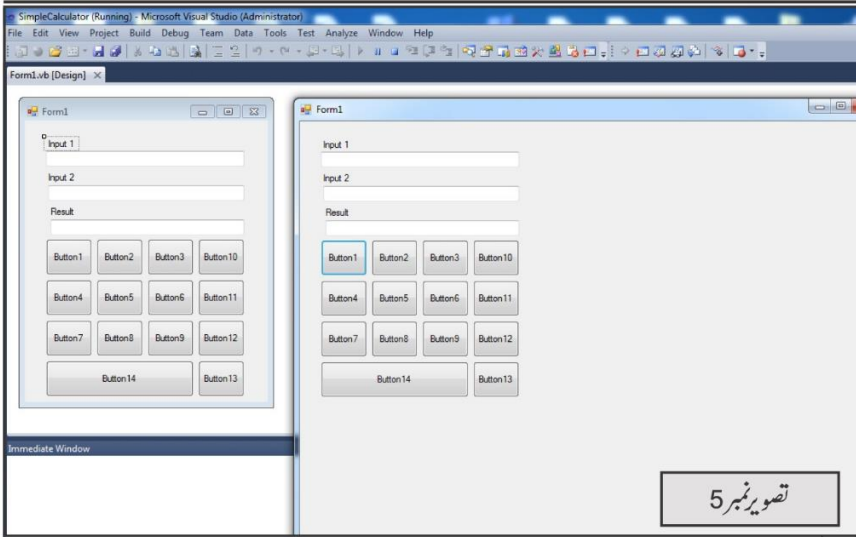 SimpleCalculator (Running) - Microsoft Visual Studio (Administrator)
File Edit View Project Build Debug Team Data Tools Test Analyze Window Help
Form1.vb [Design]
Form1
Input 1
Input 2
Result
Button1 Button2 Button3 Button10
Button4 Button5 Button6 Button11
Button7 Button8 Button9 Button12
Button14 Button13
Form1
Input 1
Input 2
Result
Button1 Button2 Button3 Button10
Button4 Button5 Button6 Button11
Button7 Button8 Button9 Button12
Button14 Button13
Immediate Window
تصویر نمبر 5